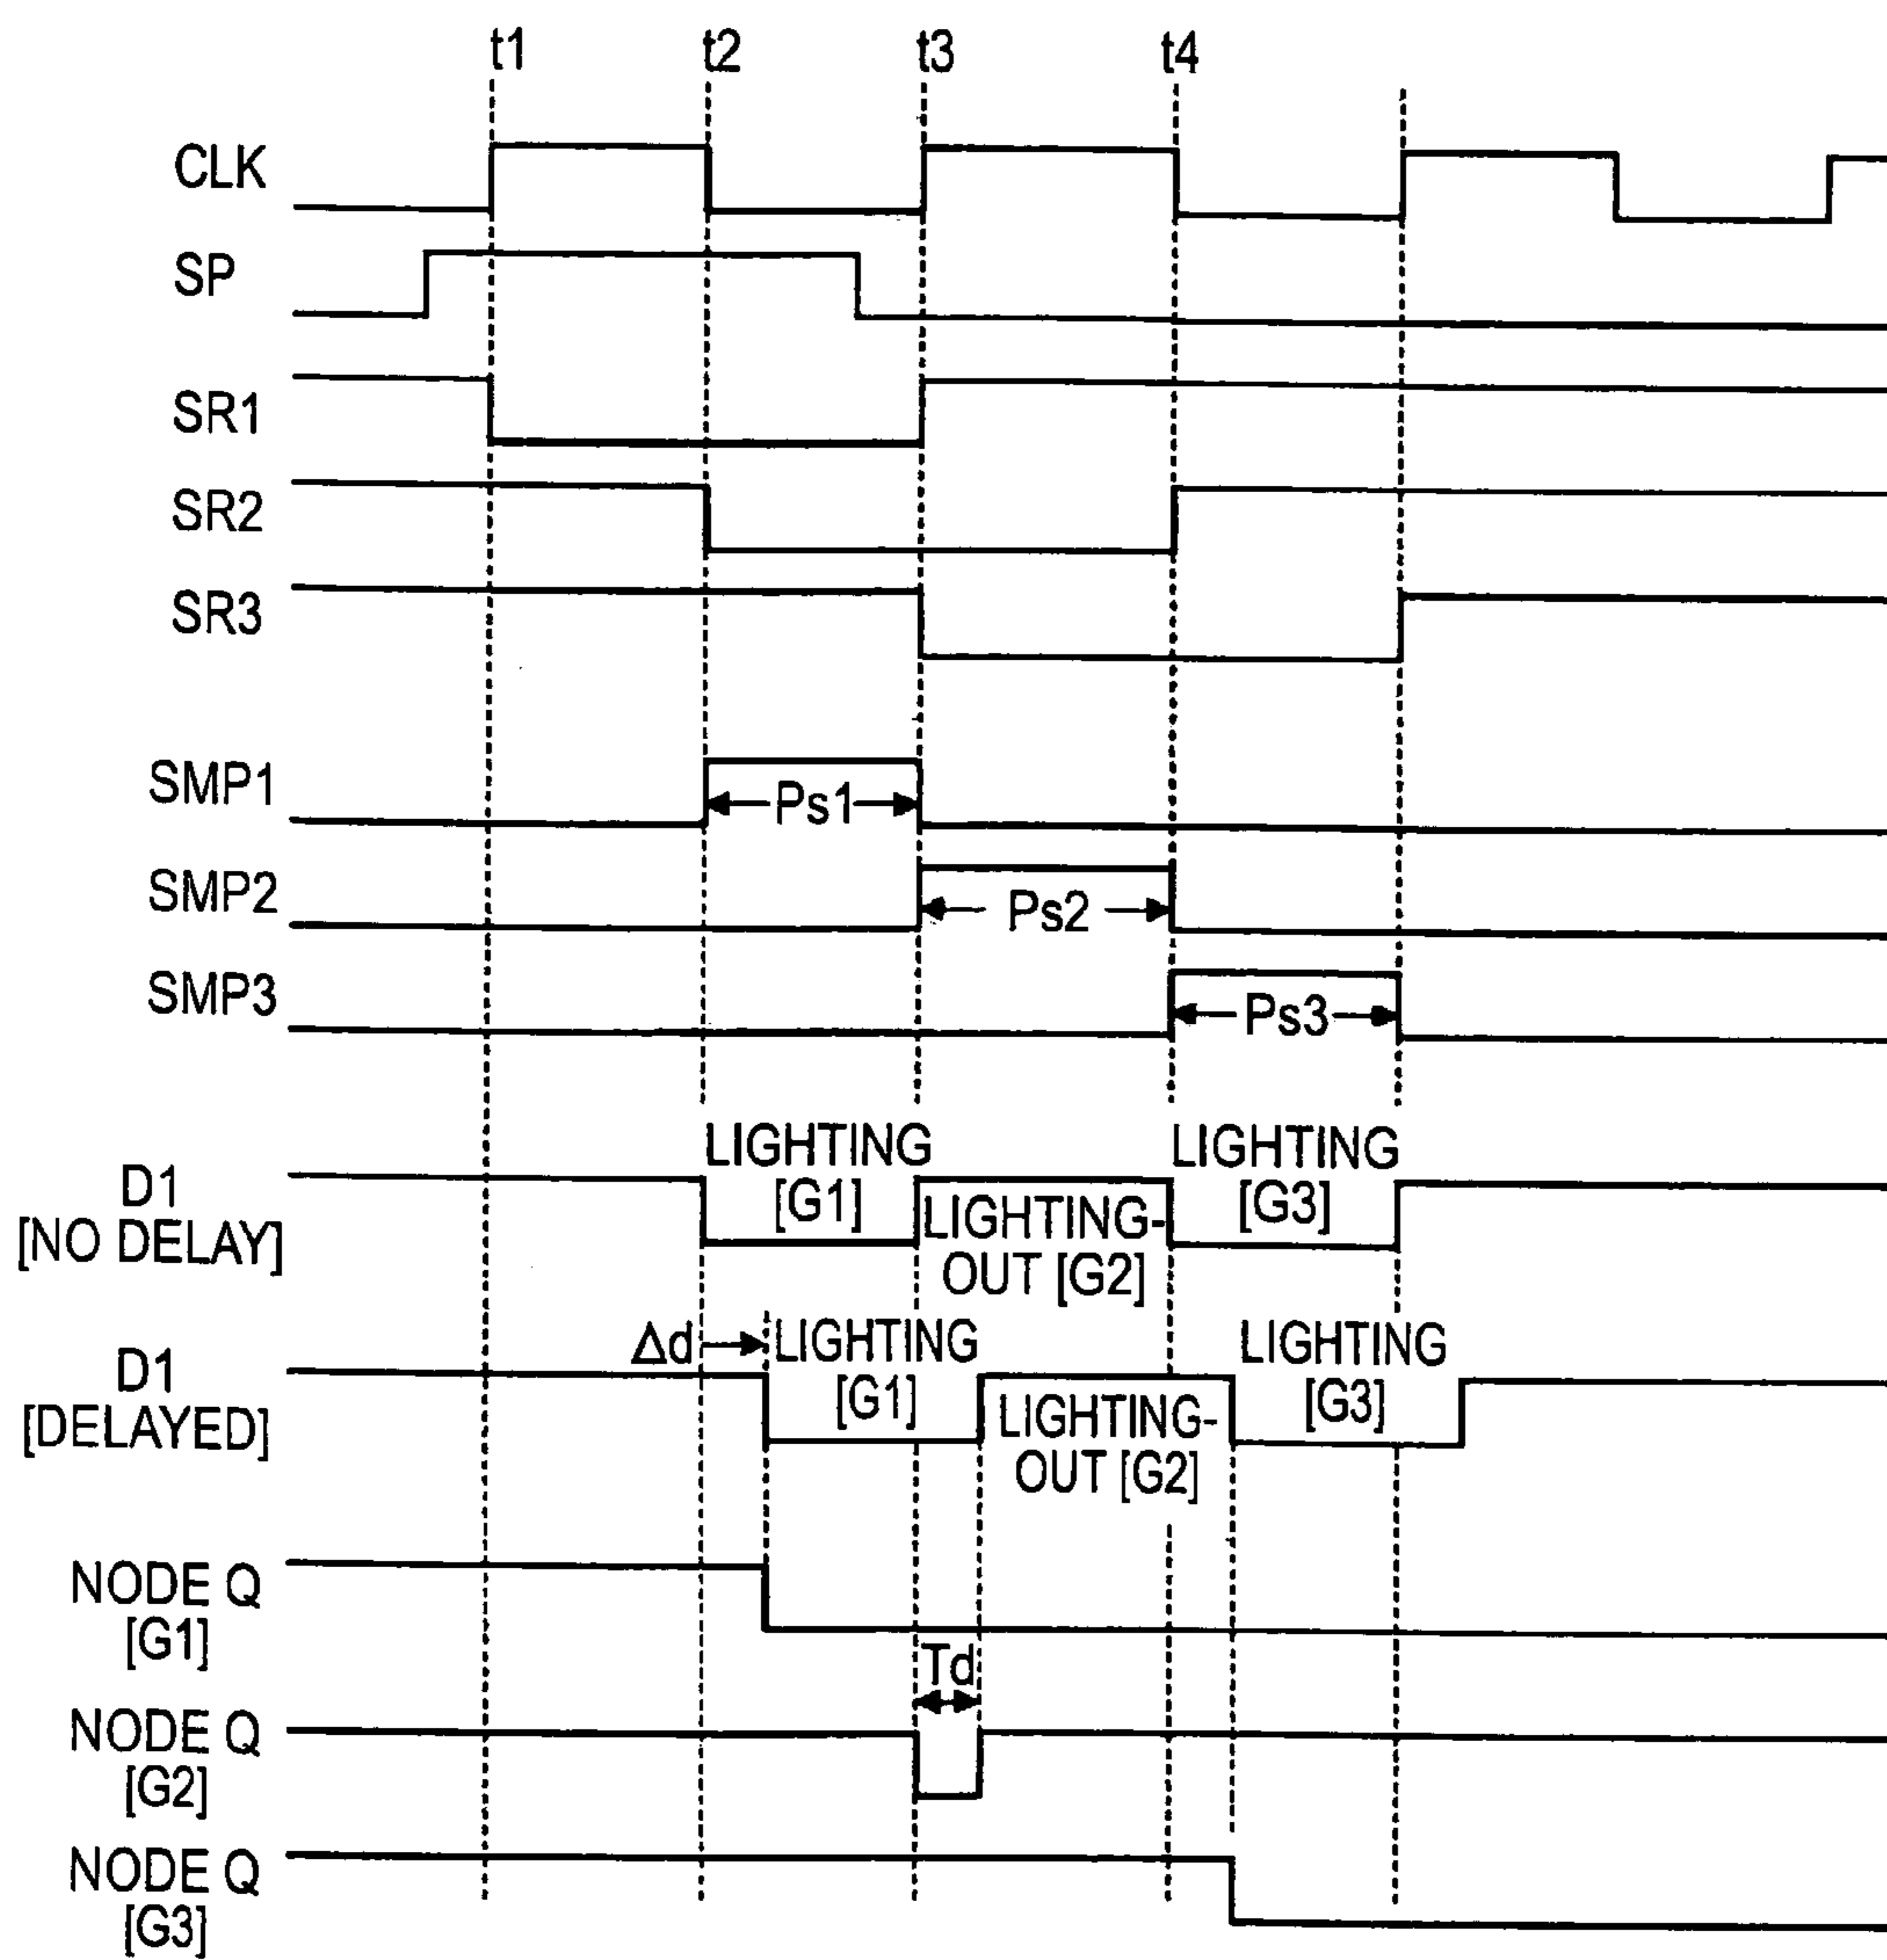 t1 t2 t3 t4
CLK
SP
SR1
SR2
SR3
SMP1
Ps1
SMP2
Ps2
SMP3
Ps3
D1
[NO DELAY]
LIGHTING
[G1]
LIGHTING-
OUT [G2]
LIGHTING
[G3]
D1
[DELAYED]
Δd
LIGHTING
[G1]
LIGHTING-
OUT [G2]
LIGHTING
[G3]
NODE Q
[G1]
Td
NODE Q
[G2]
NODE Q
[G3]